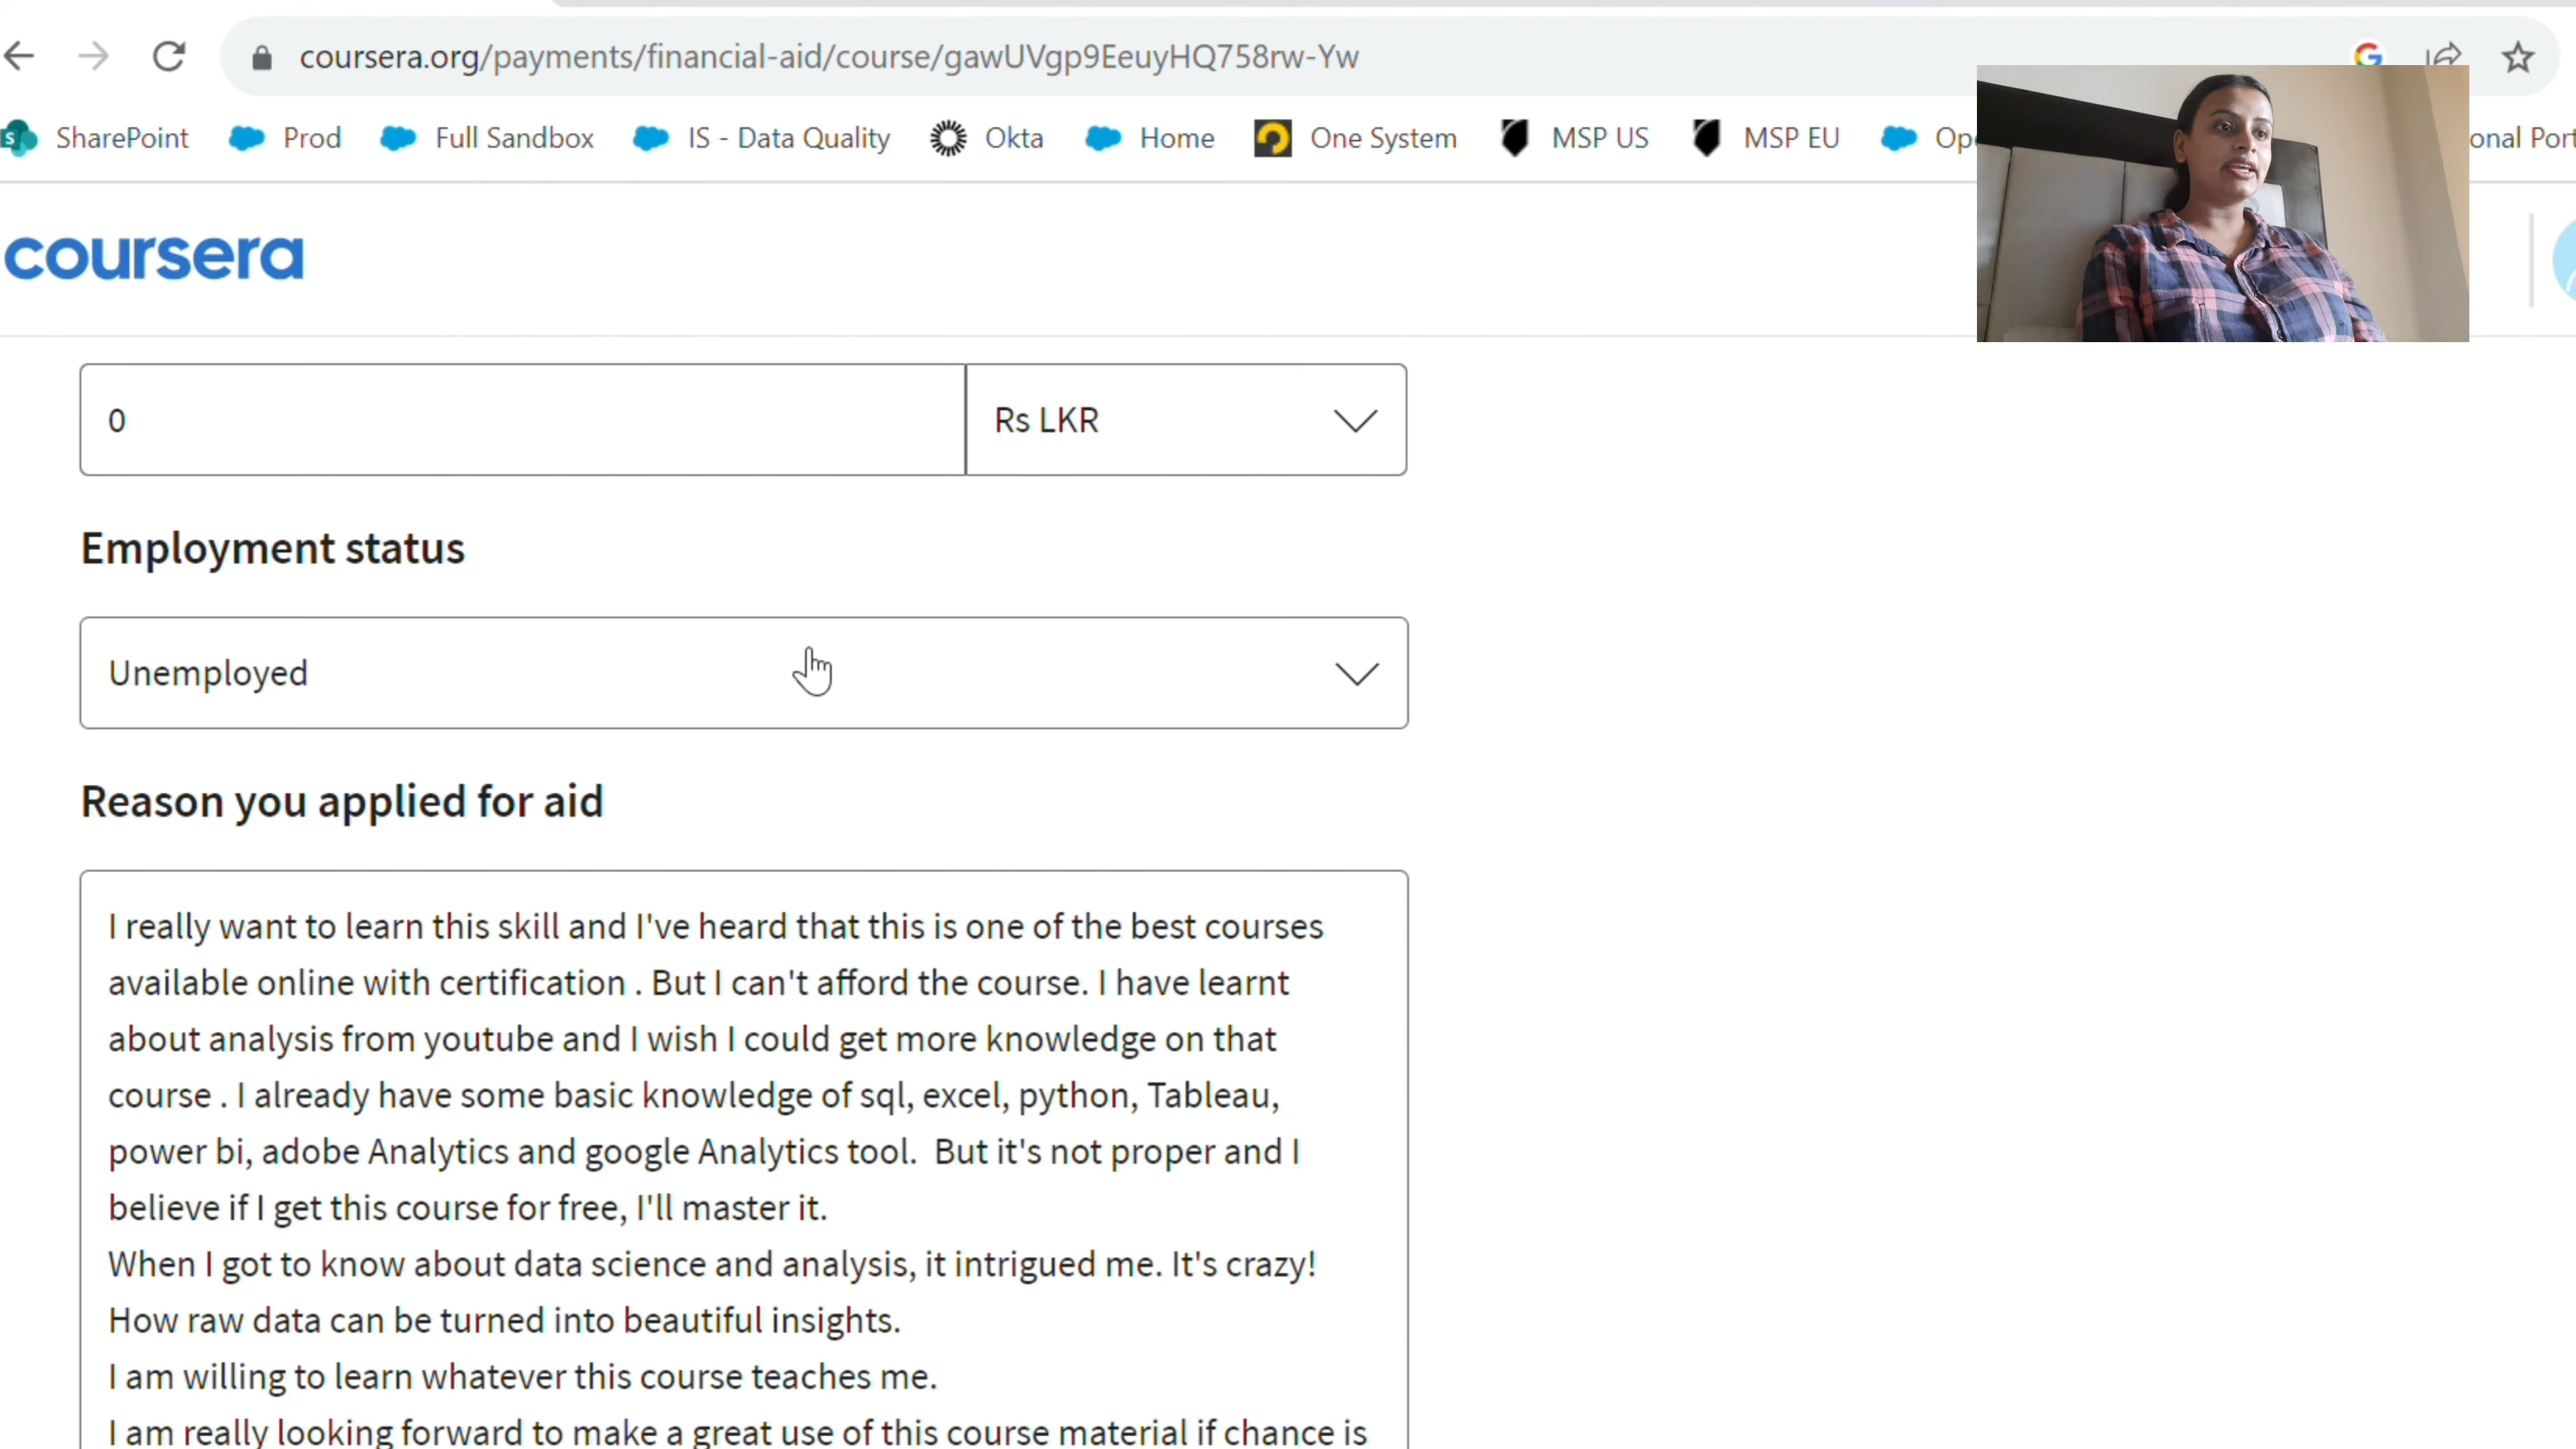 coursera.org/payments/financial-aid/course/gawUVgp9EeuyHQ758rw-Yw
SharePoint Prod Full Sandbox IS - Data Quality Okta Home One System MSP US MSP EU
coursera
0 Rs LKR
Employment status
Unemployed
Reason you applied for aid
I really want to learn this skill and I've heard that this is one of the best courses
available online with certification . But I can't afford the course. I have learnt
about analysis from youtube and I wish I could get more knowledge on that
course . I already have some basic knowledge of sql, excel, python, Tableau,
power bi, adobe Analytics and google Analytics tool.  But it's not proper and I
believe if I get this course for free, I'll master it.
When I got to know about data science and analysis, it intrigued me. It's crazy!
How raw data can be turned into beautiful insights.
I am willing to learn whatever this course teaches me.
I am really looking forward to make a great use of this course material if chance is